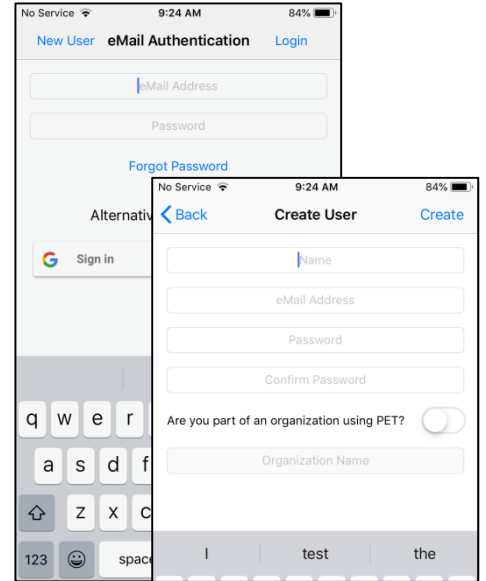 No Service 9:24 AM 84%
New User eMail Authentication Login
eMail Address
Password
Forgot Password
Alternativ
G Sign in
q w e r
a s d f
z x c
123 space
No Service 9:24 AM 84%
Back Create User Create
Name
eMail Address
Password
Confirm Password
Are you part of an organization using PET?
Organization Name
I test the